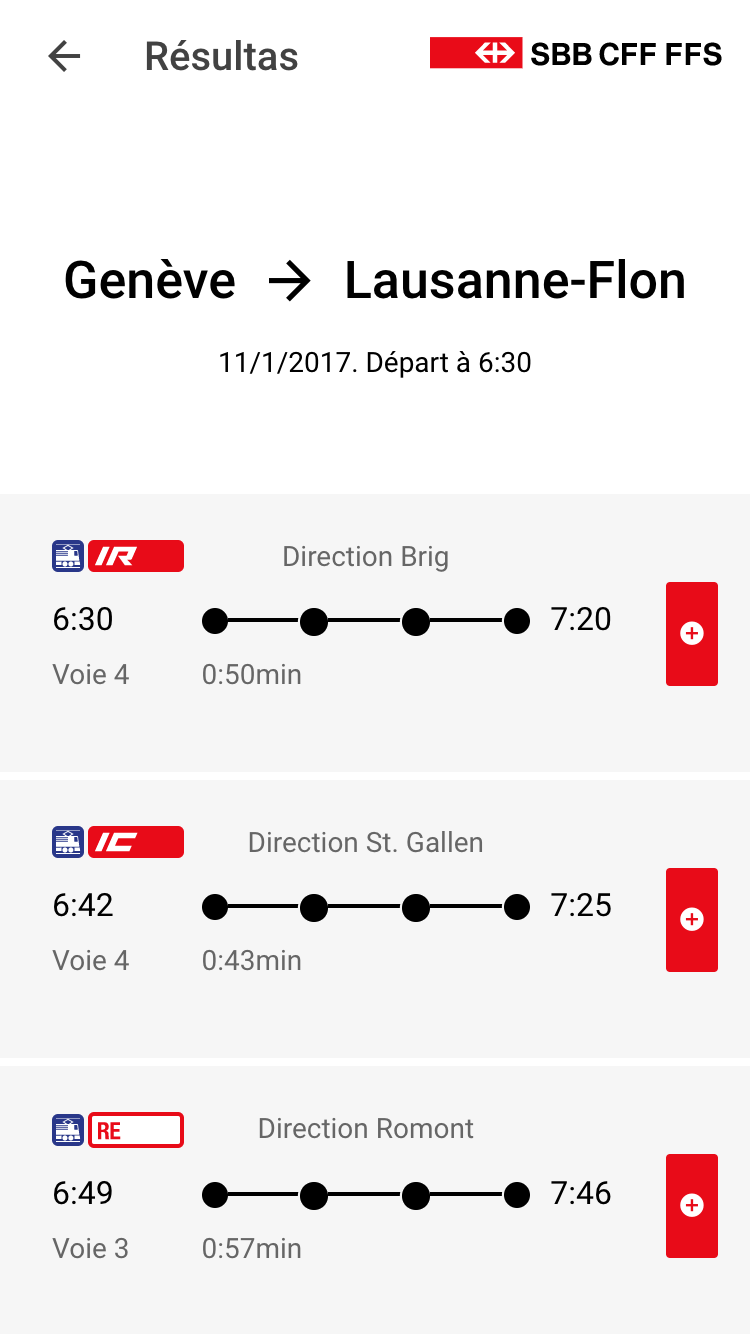 Résultas
SBB CFF FFS
Genève → Lausanne-Flon
11/1/2017. Départ à 6:30
IR Direction Brig
6:30 7:20
Voie 4 0:50min
IC Direction St. Gallen
6:42 7:25
Voie 4 0:43min
RE Direction Romont
6:49 7:46
Voie 3 0:57min